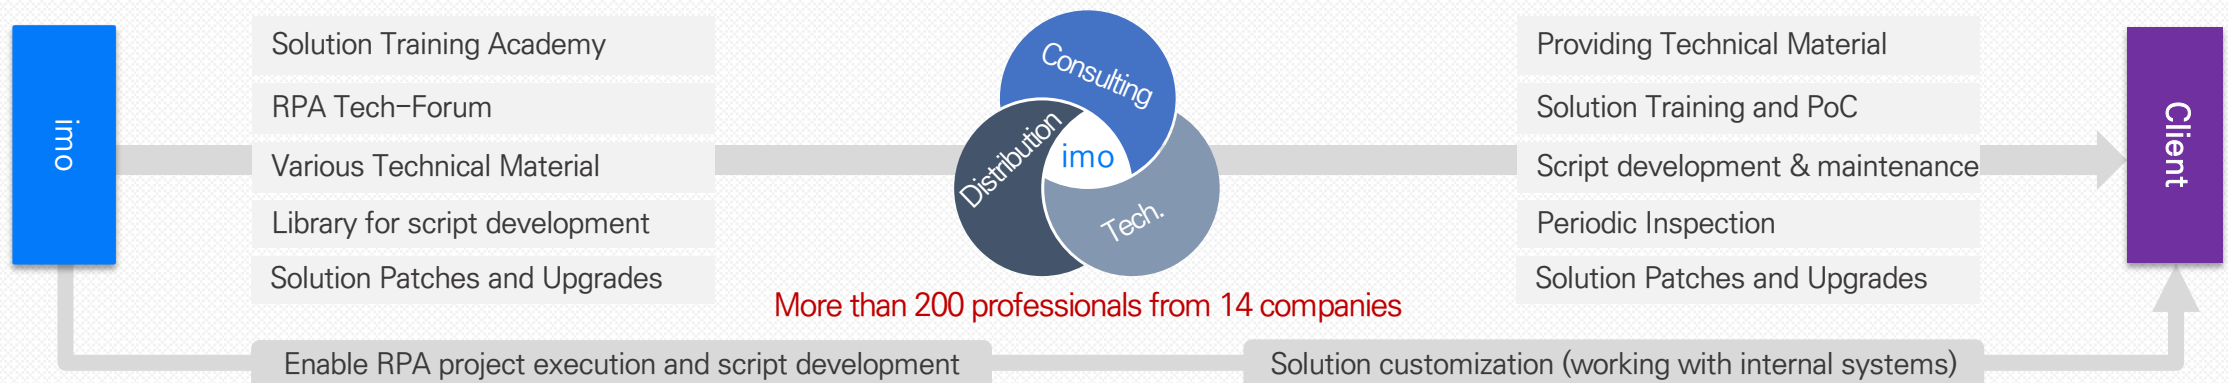 imo
Solution Training Academy
RPA Tech-Forum
Various Technical Material
Library for script development
Solution Patches and Upgrades
Consulting
Distribution
imo
Tech.
More than 200 professionals from 14 companies
Providing Technical Material
Solution Training and PoC
Script development & maintenance
Periodic Inspection
Solution Patches and Upgrades
Client
Enable RPA project execution and script development
Solution customization (working with internal systems)